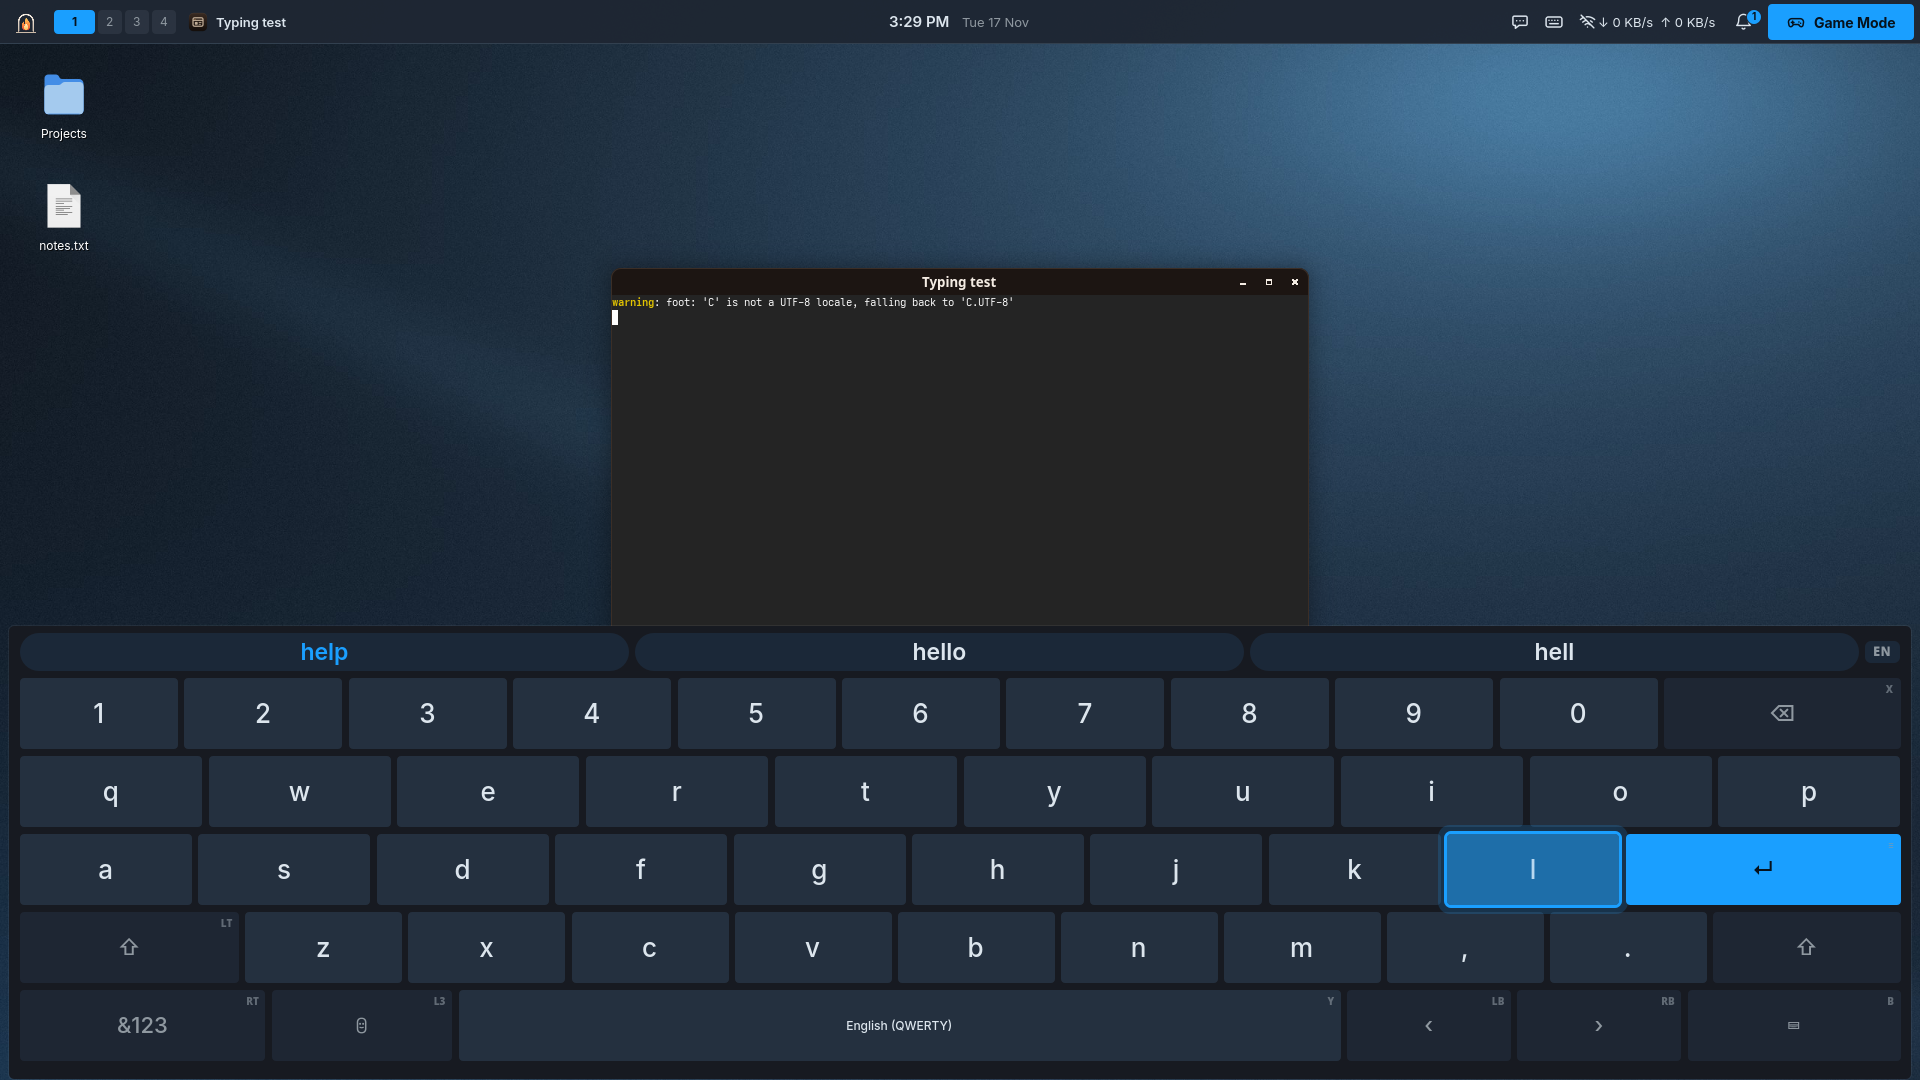 1 2 3 4 Typing test 3:29 PM Tue 17 Nov ↓ 0 KB/s ↑ 0 KB/s 1 Game Mode
Projects
notes.txt
Typing test
warning: foot: 'C' is not a UTF-8 locale, falling back to 'C.UTF-8'
help hello hell EN
1 2 3 4 5 6 7 8 9 0 X
q w e r t y u i o p
a s d f g h j k l
LT z x c v b n m , .
&123 RT L3 English (QWERTY) Y ‹ LB › RB B